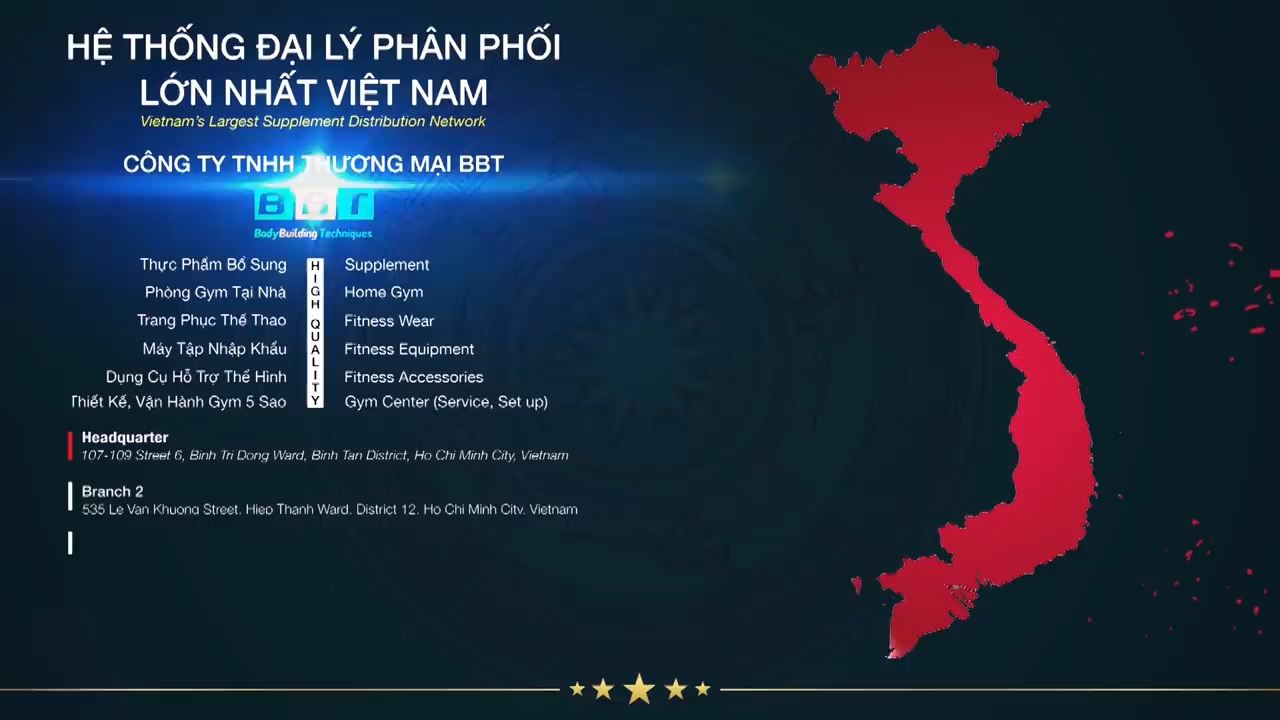 HỆ THỐNG ĐẠI LÝ PHÂN PHỐI
LỚN NHẤT VIỆT NAM
Vietnam's Largest Supplement Distribution Network
CÔNG TY TNHH THƯƠNG MẠI BBT
BBT
BodyBuilding Techniques
Thực Phẩm Bổ Sung
Supplement
Phòng Gym Tại Nhà
Home Gym
Trang Phục Thể Thao
Fitness Wear
Máy Tập Nhập Khẩu
Fitness Equipment
Dụng Cụ Hỗ Trợ Thể Hình
Fitness Accessories
Thiết Kế, Vận Hành Gym 5 Sao
Gym Center (Service, Set up)
HIGH QUALITY
Headquarter
107-109 Street 6, Binh Tri Dong Ward, Binh Tan District, Ho Chi Minh City, Vietnam
Branch 2
535 Le Van Khuong Street, Hiep Thanh Ward, District 12, Ho Chi Minh City, Vietnam